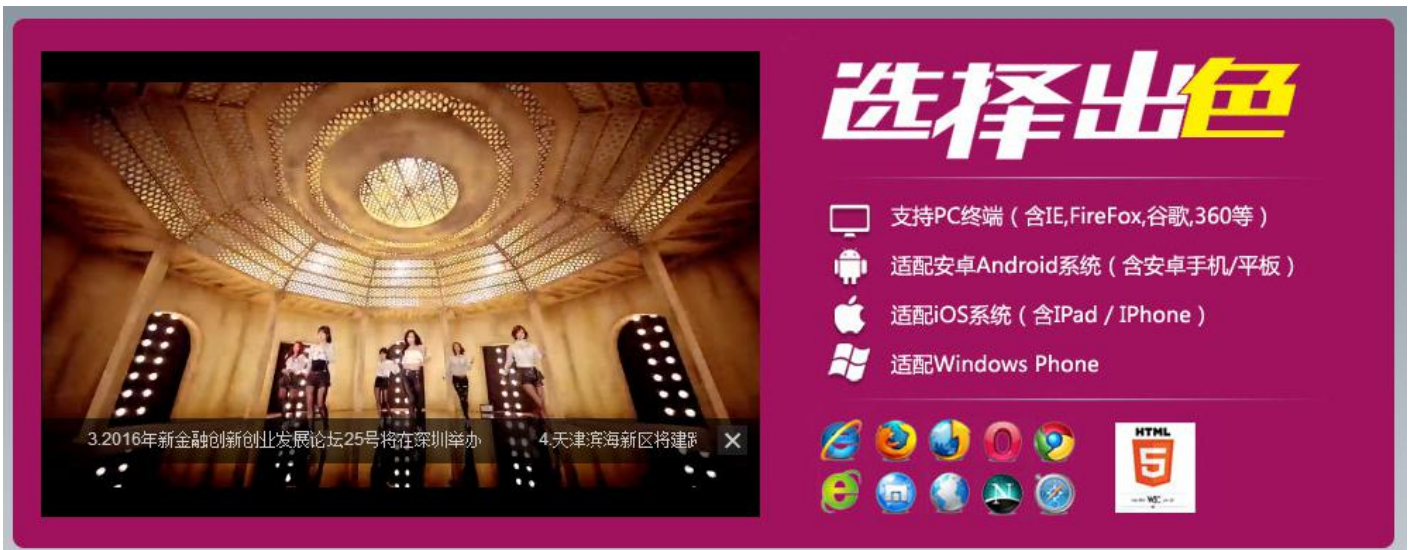 选择出色
支持PC终端 ( 含IE,FireFox,谷歌,360等 )
适配安卓Android系统 ( 含安卓手机/平板 )
适配iOS系统 ( 含IPad / IPhone )
适配Windows Phone
3.2016年新金融创新创业发展论坛25号将在深圳举办 4.天津滨海新区将建
HTML
5
W3C